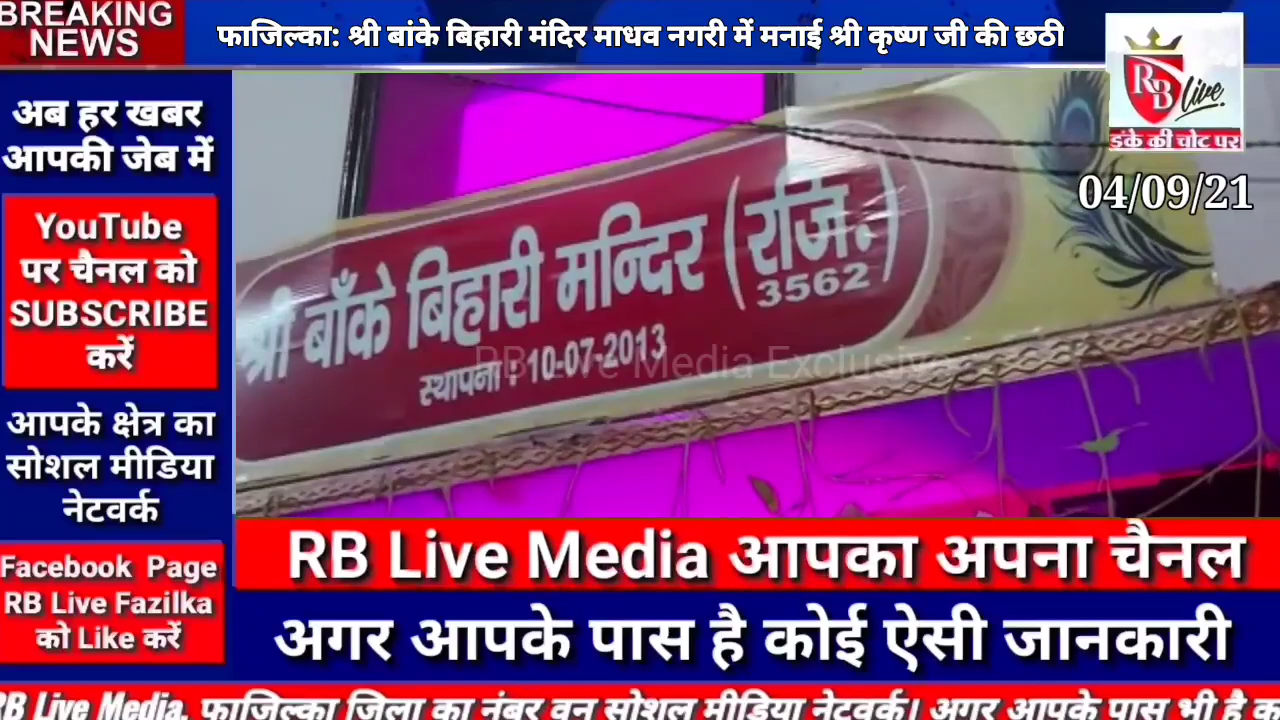 BREAKING
NEWS
फाजिल्का: श्री बांके बिहारी मंदिर माधव नगरी में मनाई श्री कृष्ण जी की छठी
RB Live
डंके की चोट पर
04/09/21
अब हर खबर
आपकी जेब में
YouTube
पर चैनल को
SUBSCRIBE
करें
आपके क्षेत्र का
सोशल मीडिया
नेटवर्क
Facebook Page
RB Live Fazilka
को Like करें
श्री बाँके बिहारी मन्दिर (रजि.)
3562
स्थापना : 10-07-2013
RB Live Media Exclusive
RB Live Media आपका अपना चैनल
अगर आपके पास है कोई ऐसी जानकारी
RB Live Media, फाजिल्का जिला का नंबर वन सोशल मीडिया नेटवर्क। अगर आपके पास भी है